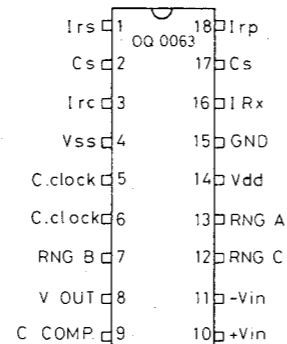 Irs 1 18 Irp
OQ 0063
Cs 2 17 Cs
Irc 3 16 IRx
Vss 4 15 GND
C.clock 5 14 Vdd
C.clock 6 13 RNG A
RNG B 7 12 RNG C
V OUT 8 11 -Vin
C COMP. 9 10 +Vin